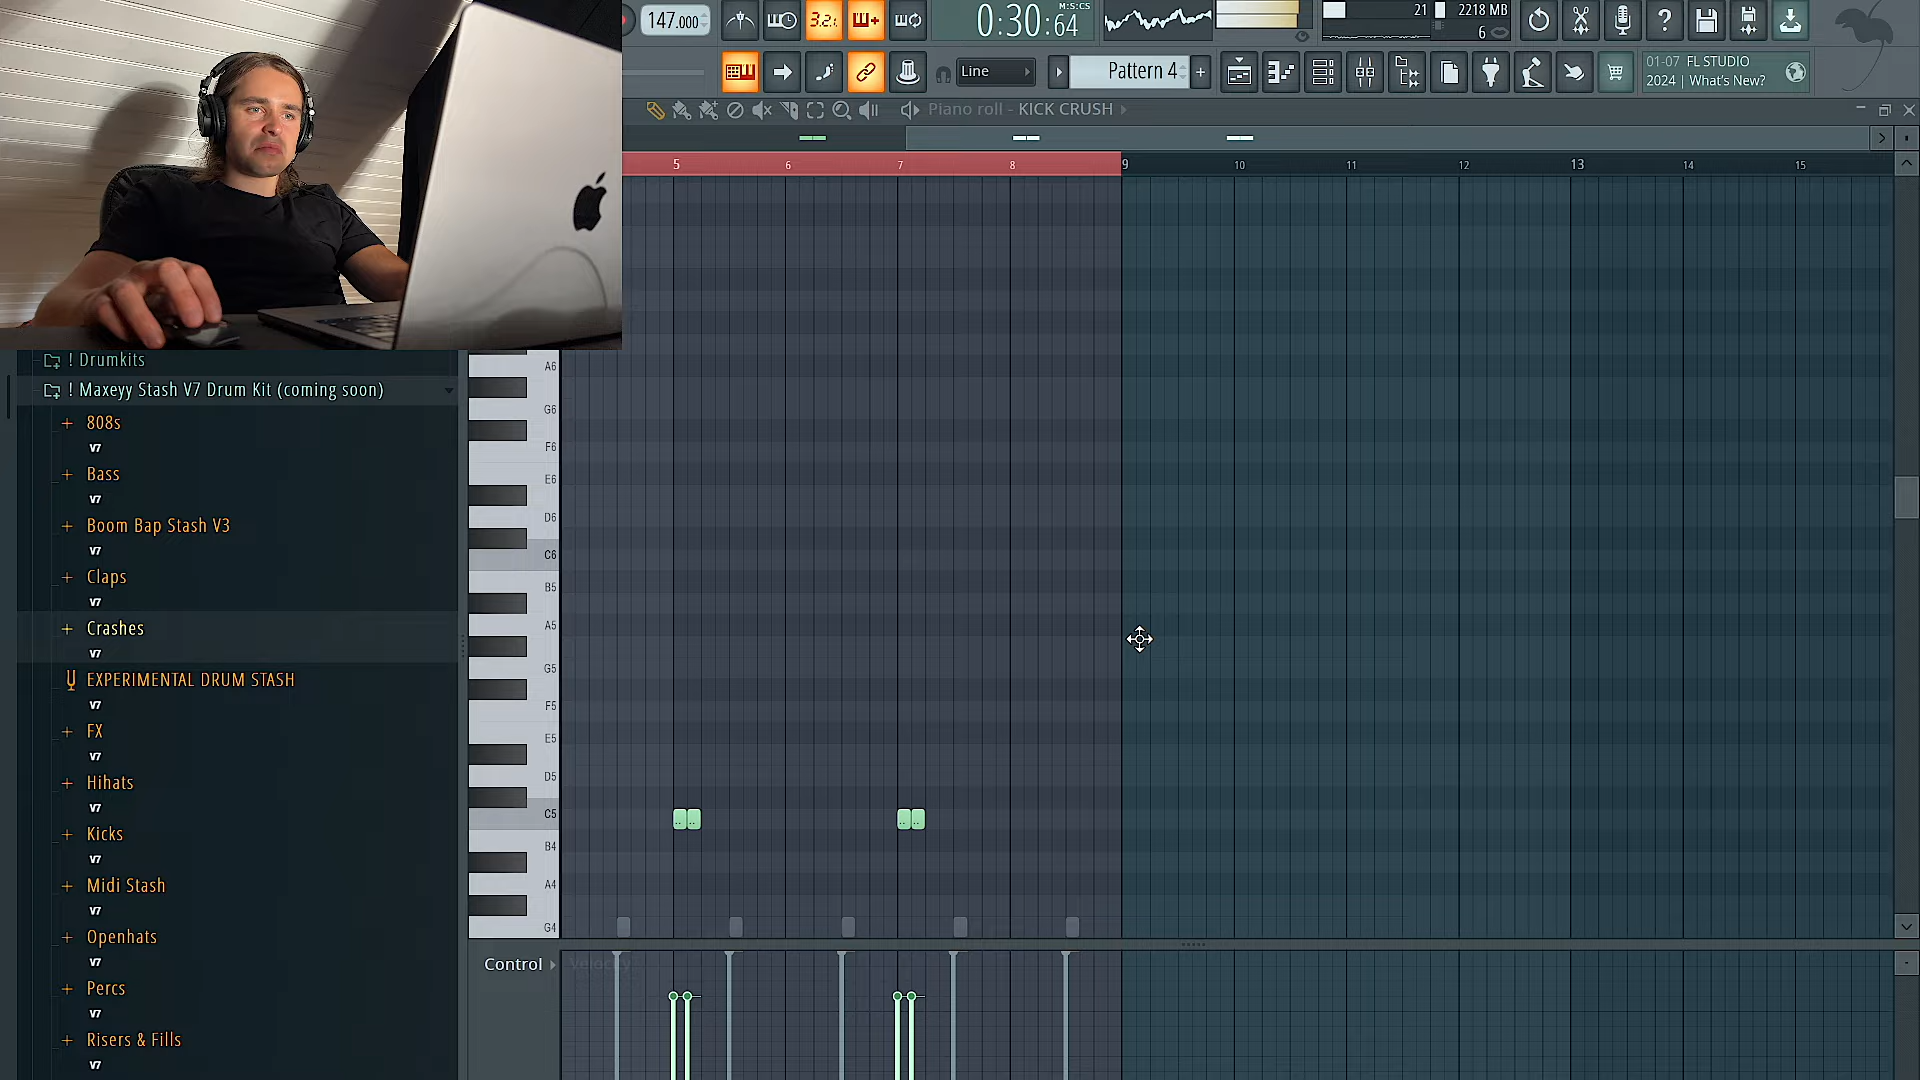 147.000
3.2.
0:30:64
M:S:CS
21
2218 MB
6
Line
Pattern 4
+
01-07 FL STUDIO
2024 | What's New?
Piano roll - KICK CRUSH
5 6 7 8 9 10 11 12 13 14 15
! Drumkits
! Maxeyy Stash V7 Drum Kit (coming soon)
808s
V7
Bass
V7
Boom Bap Stash V3
V7
Claps
V7
Crashes
V7
EXPERIMENTAL DRUM STASH
V7
FX
V7
Hihats
V7
Kicks
V7
Midi Stash
V7
Openhats
V7
Percs
V7
Risers & Fills
V7
A6
G6
F6
E6
D6
C6
B5
A5
G5
F5
E5
D5
C5
B4
A4
G4
Control
Velocity